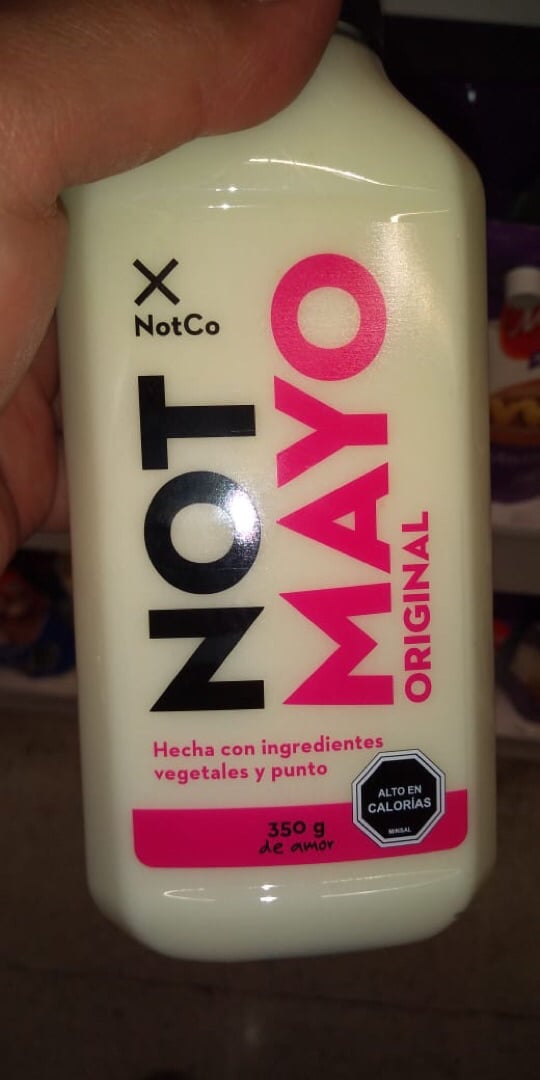 NotCo
NOT
MAYO
ORIGINAL
Hecha con ingredientes
vegetales y punto
350 g
de amor
ALTO EN
CALORÍAS
MINSAL